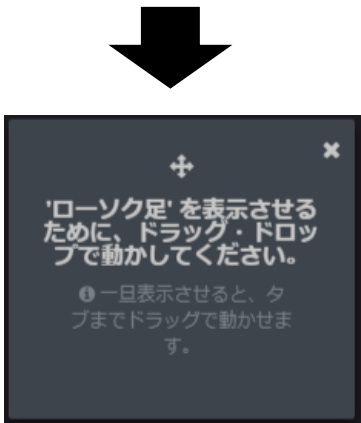 'ローソク足' を表示させる
ために、ドラッグ・ドロッ
プで動かしてください。
一旦表示させると、タ
ブまでドラッグで動かせま
す。